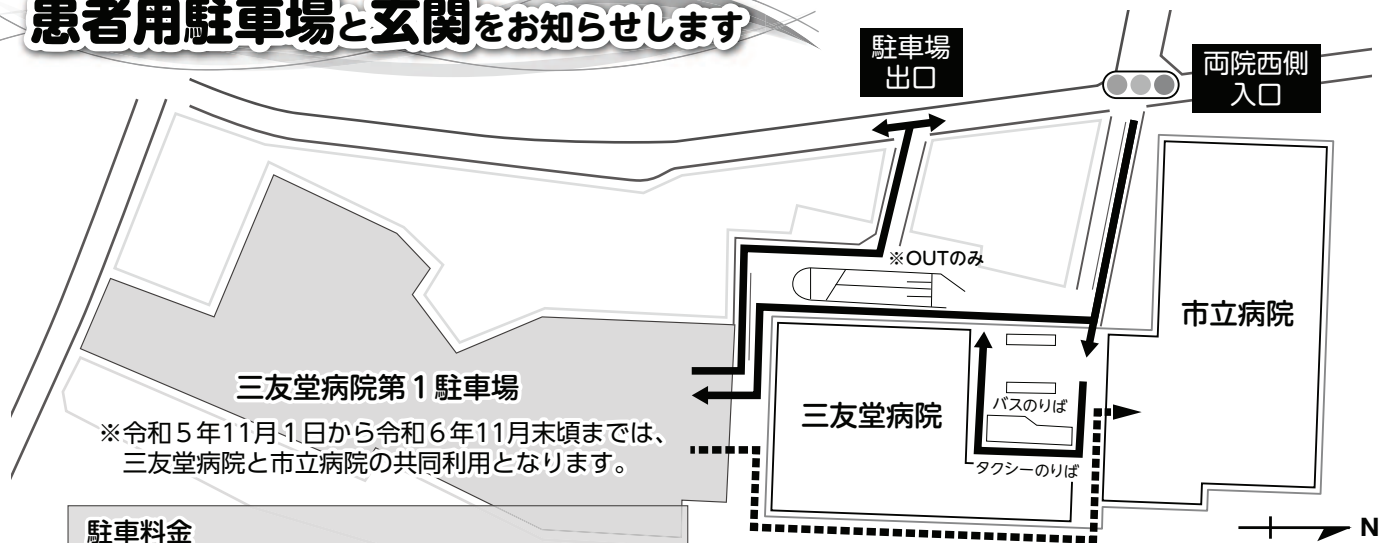 患者用駐車場と玄関をお知らせします
駐車場
出口
両院西側
入口
※OUTのみ
市立病院
三友堂病院第1駐車場
※令和5年11月1日から令和6年11月末頃までは、
三友堂病院と市立病院の共同利用となります。
三友堂病院
バスのりば
タクシーのりば
駐車料金
N